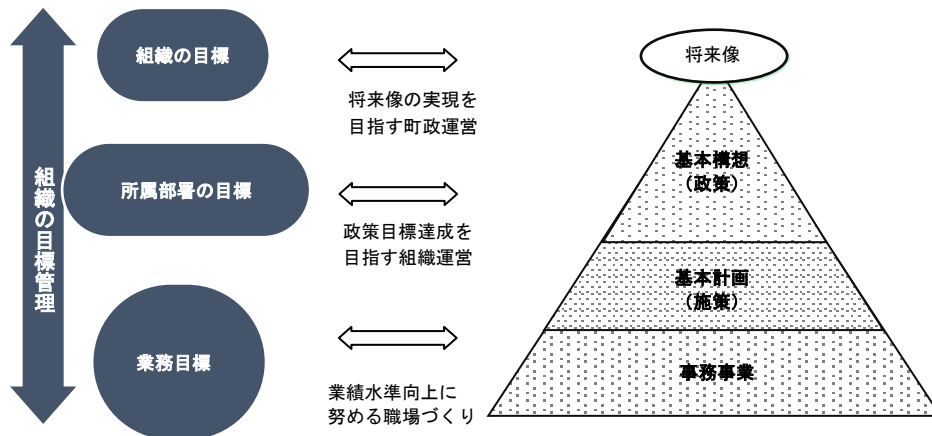 組織の目標管理
組織の目標
将来像の実現を
目指す町政運営
将来像
所属部署の目標
政策目標達成を
目指す組織運営
基本構想
（政策）
基本計画
（施策）
業務目標
業績水準向上に
努める職場づくり
事務事業